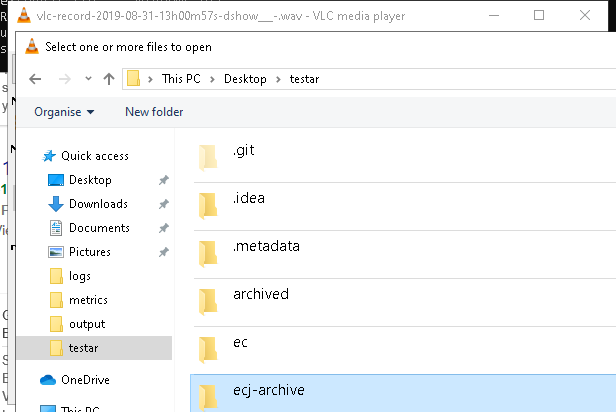 vlc-record-2019-08-31-13h00m57s-dshow___-.wav - VLC media player
Select one or more files to open
This PC > Desktop > testar
Organise New folder
Quick access
Desktop
Downloads
Documents
Pictures
logs
metrics
output
testar
OneDrive
This PC
.git
.idea
.metadata
archived
ec
ecj-archive